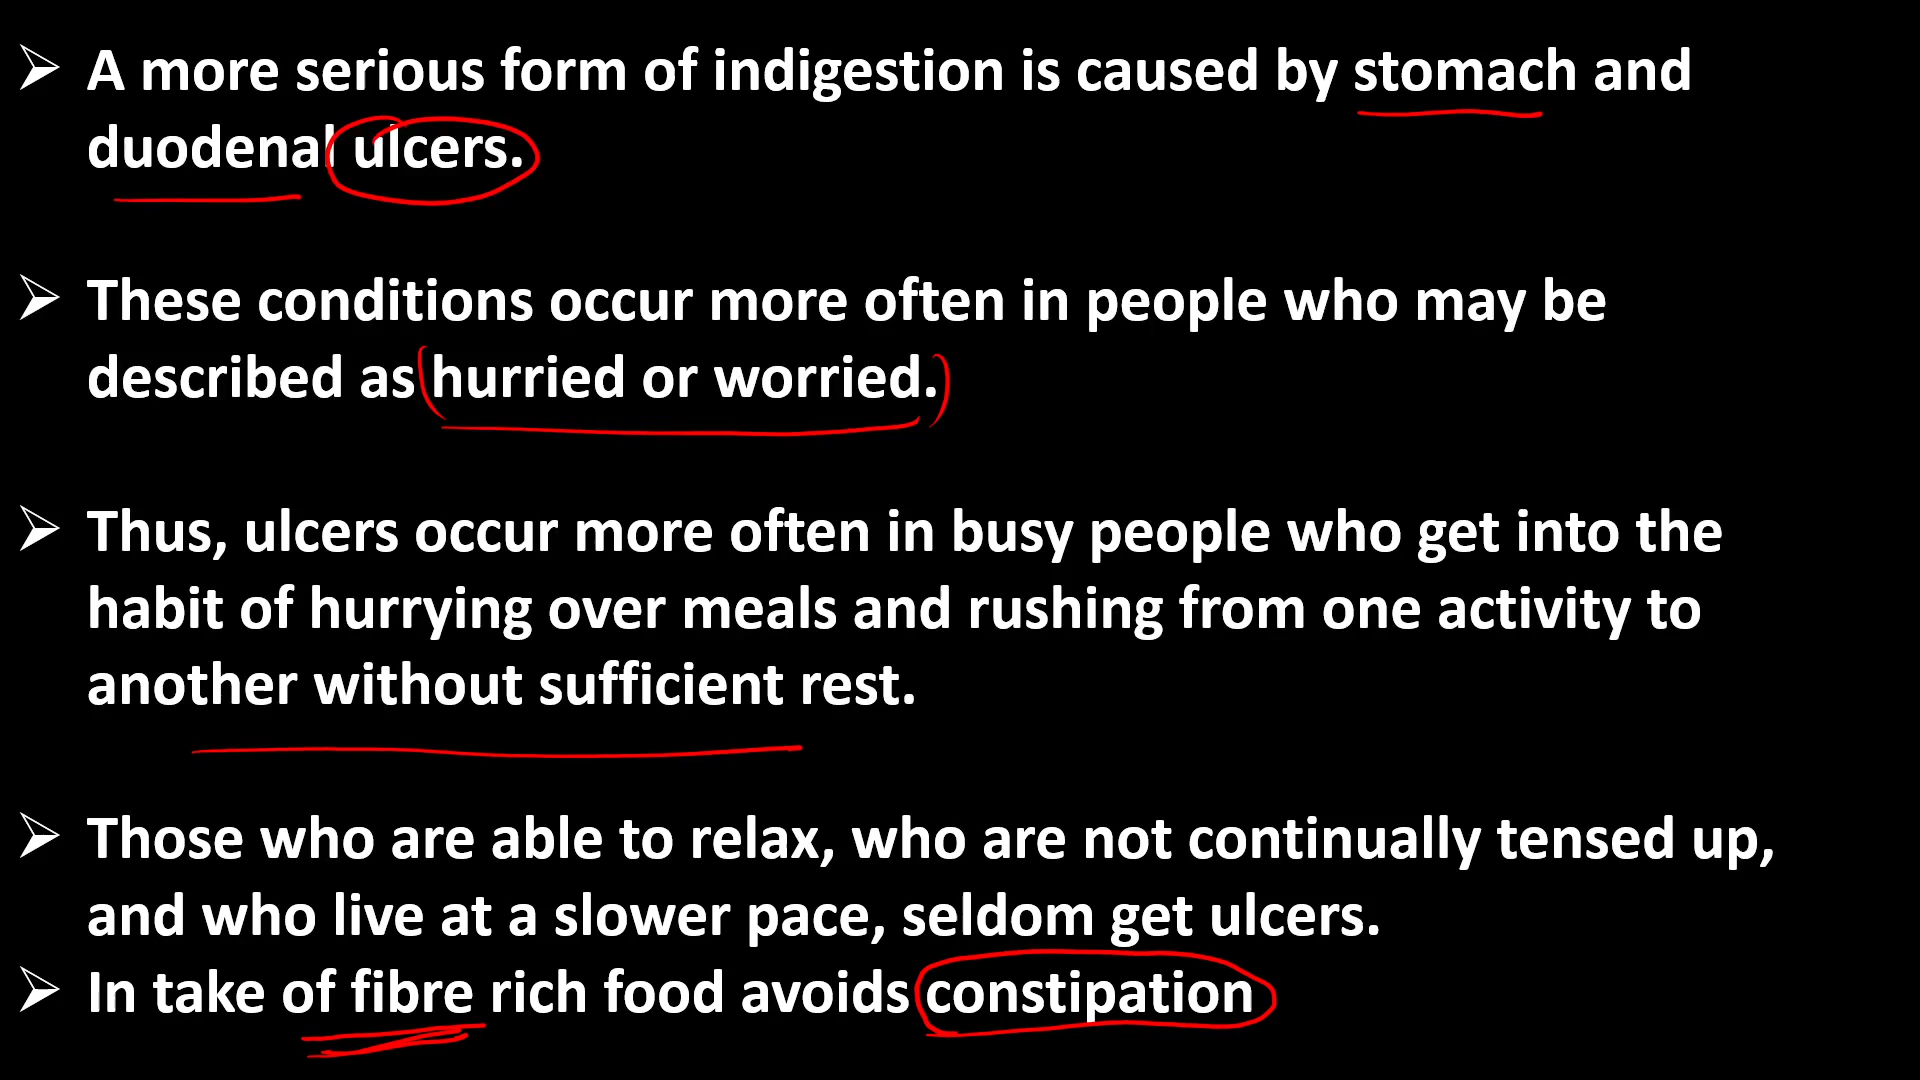 ➢ A more serious form of indigestion is caused by stomach and
duodenal ulcers.
➢ These conditions occur more often in people who may be
described as hurried or worried.
➢ Thus, ulcers occur more often in busy people who get into the
habit of hurrying over meals and rushing from one activity to
another without sufficient rest.
➢ Those who are able to relax, who are not continually tensed up,
and who live at a slower pace, seldom get ulcers.
➢ In take of fibre rich food avoids constipation